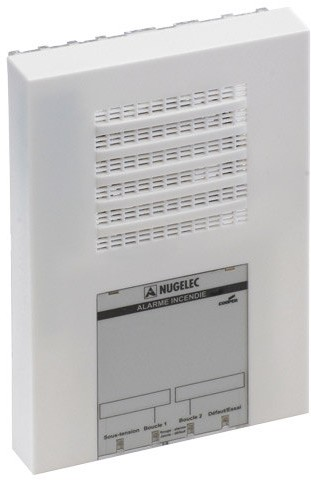 NUGELEC
ALARME INCENDIE
COOPER
Sous-tension
Boucle 1
Boucle 2
Défaut/Essai